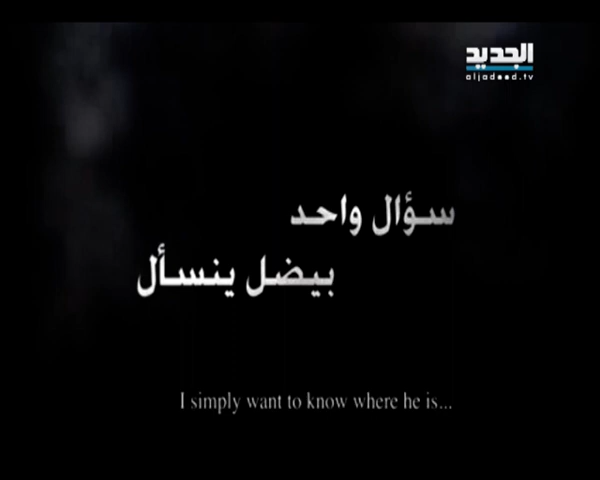 الجديد
aljadeed.tv
سؤال واحد
بيضل ينسأل
I simply want to know where he is...